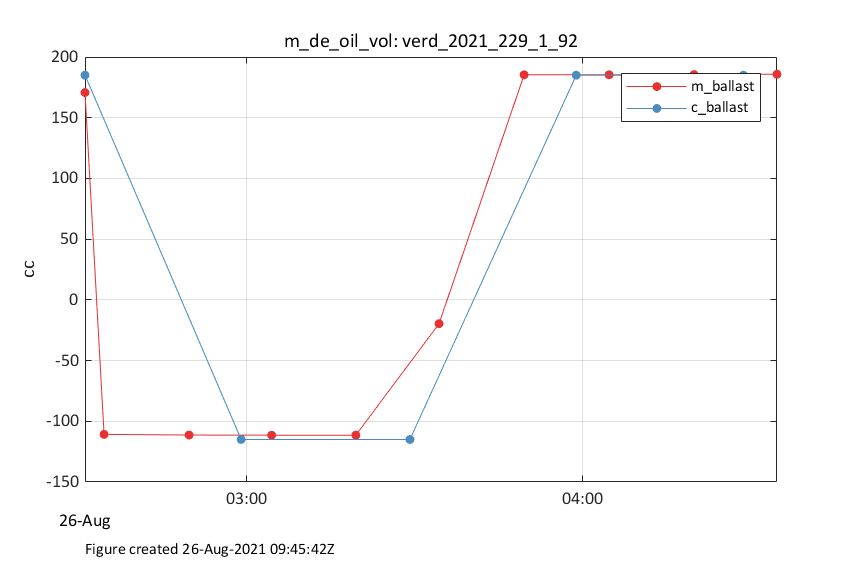 m_de_oil_vol: verd_2021_229_1_92
200
150
100
50
0
-50
-100
-150
cc
m_ballast
c_ballast
03:00
04:00
26-Aug
Figure created 26-Aug-2021 09:45:42Z